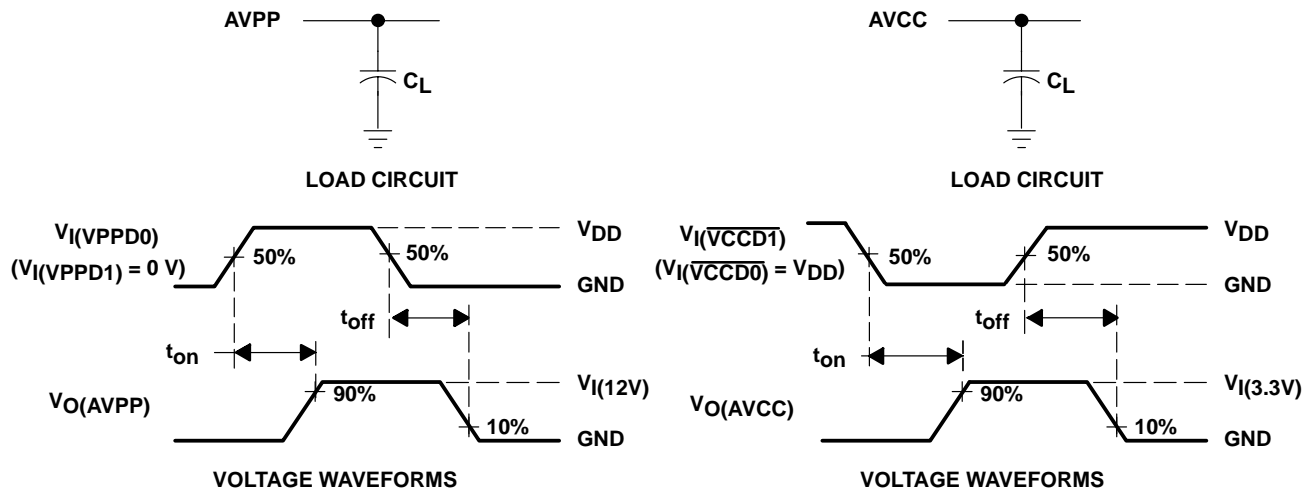 AVPP
CL
LOAD CIRCUIT
VI(VPPD0)
(VI(VPPD1) = 0 V)
50%
50%
VDD
GND
toff
ton
VO(AVPP)
90%
10%
VI(12V)
GND
VOLTAGE WAVEFORMS
AVCC
CL
LOAD CIRCUIT
VI(V̅C̅C̅D̅1̅)
(VI(V̅C̅C̅D̅0̅) = VDD)
50%
50%
VDD
GND
toff
ton
VO(AVCC)
90%
10%
VI(3.3V)
GND
VOLTAGE WAVEFORMS